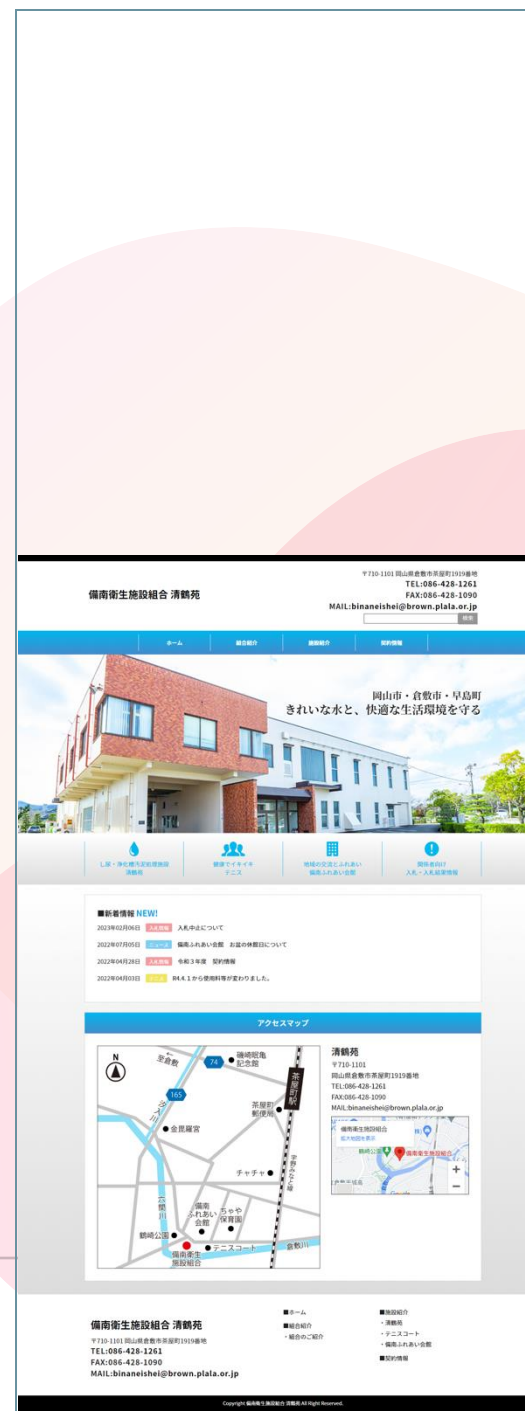 備南衛生施設組合 清鶴苑
〒710-1101 岡山県倉敷市茶屋町1919番地
TEL:086-428-1261
FAX:086-428-1090
MAIL:binaneishei@brown.plala.or.jp
検索
ホーム
組合紹介
施設紹介
契約情報
岡山市・倉敷市・早島町
きれいな水と、快適な生活環境を守る
し尿・浄化槽汚泥処理施設
清鶴苑
健康でイキイキ
テニス
地域の交流とふれあい
備南ふれあい会館
関係者向け
入札・入札結果情報
■新着情報 NEW!
2023年02月06日 入札情報 入札中止について
2022年07月05日 ニュース 備南ふれあい会館 お盆の休館日について
2022年04月28日 入札情報 令和3年度 契約情報
2022年04月03日 R4.4.1から使用料等が変わりました。
アクセスマップ
N
至倉敷
74
磯崎眠亀
記念館
茶屋町駅
165
汐入川
茶屋町
郵便局
金毘羅宮
宇野みなと線
チャチャ
六間川
備南
ふれあい
会館
ちゃや
保育園
鶴崎公園
テニスコート
倉敷川
備南衛生
施設組合
清鶴苑
〒710-1101
岡山県倉敷市茶屋町1919番地
TEL:086-428-1261
FAX:086-428-1090
MAIL:binaneishei@brown.plala.or.jp
備南衛生施設組合
拡大地図を表示
鶴崎公園
備南衛生施設組合
+
−
Google
備南衛生施設組合 清鶴苑
〒710-1101 岡山県倉敷市茶屋町1919番地
TEL:086-428-1261
FAX:086-428-1090
MAIL:binaneishei@brown.plala.or.jp
■ホーム
■組合紹介
・組合のご紹介
■施設紹介
・清鶴苑
・テニスコート
・備南ふれあい会館
■契約情報
Copyright 備南衛生施設組合 清鶴苑 All Right Reserved.